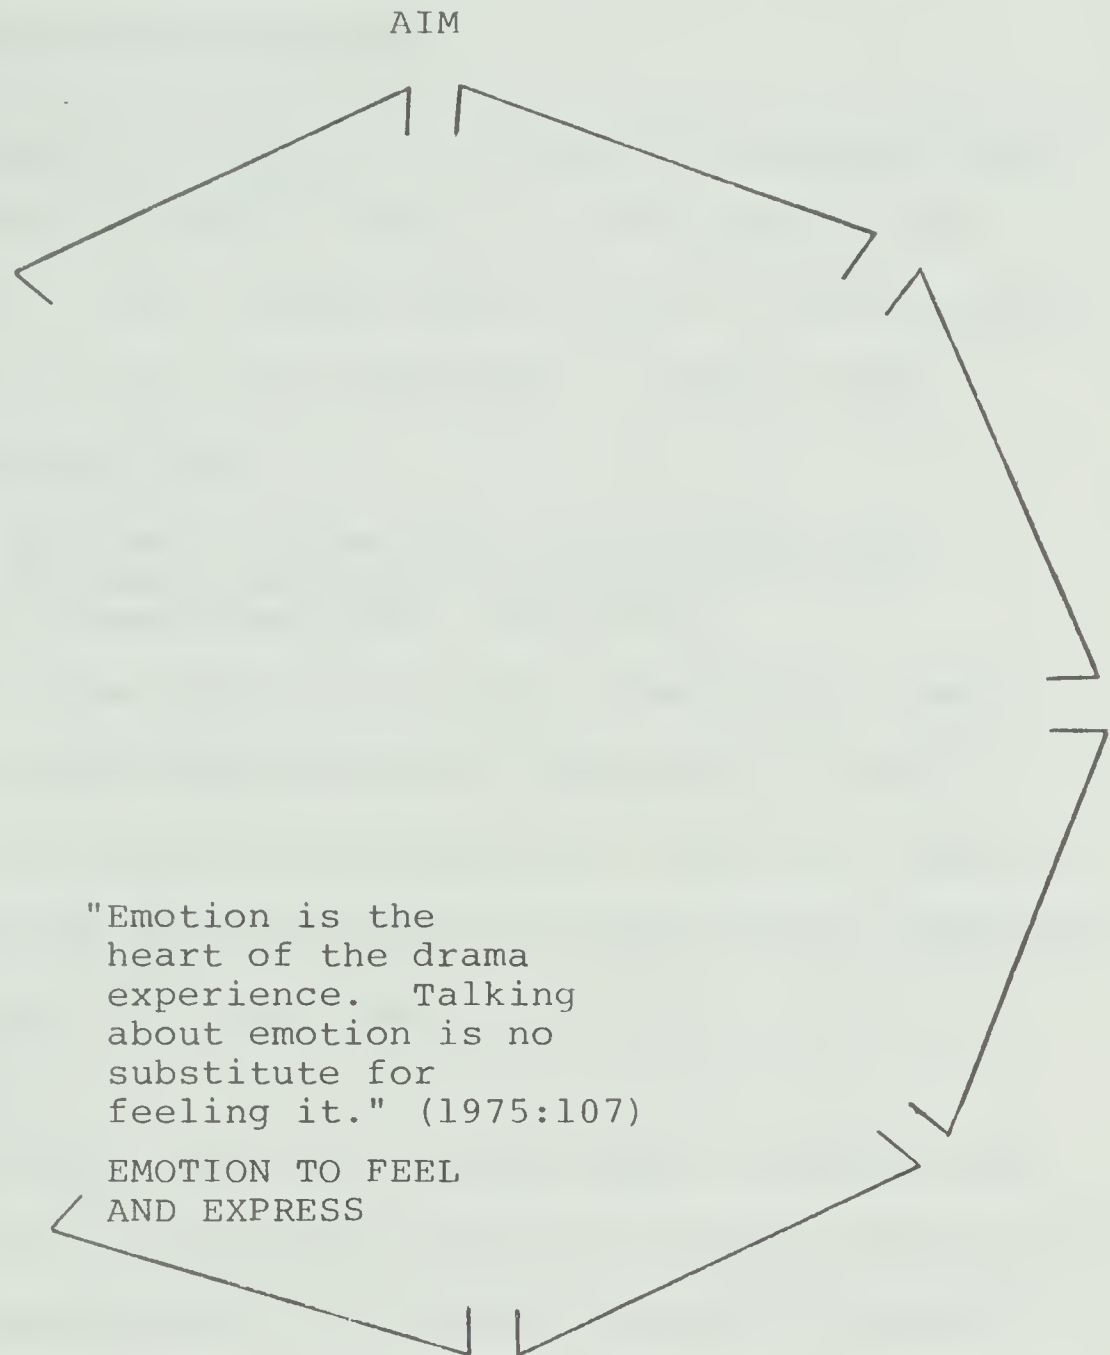 AIM
"Emotion is the
heart of the drama
experience. Talking
about emotion is no
substitute for
feeling it." (1975:107)
EMOTION TO FEEL
AND EXPRESS